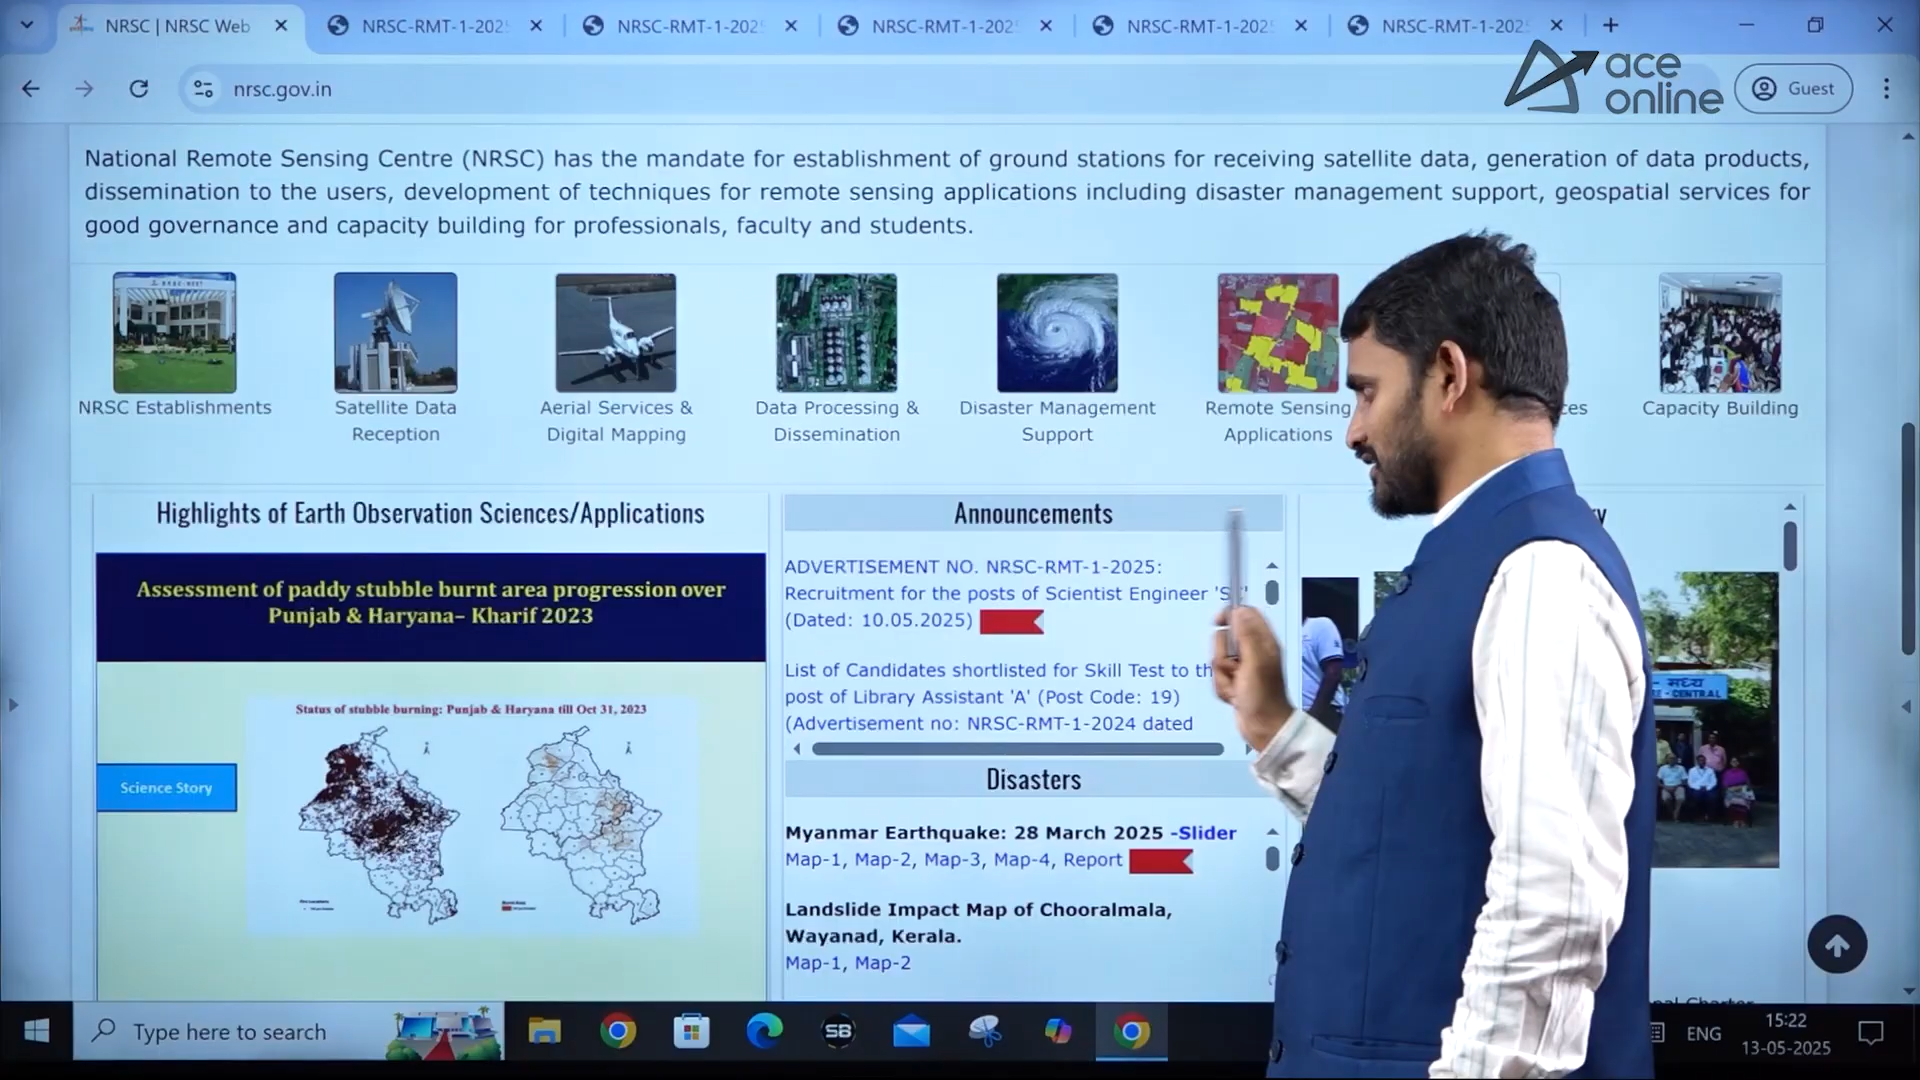 NRSC | NRSC Web
NRSC-RMT-1-202
NRSC-RMT-1-202
NRSC-RMT-1-202
NRSC-RMT-1-202
NRSC-RMT-1-202
nrsc.gov.in
ace
online
Guest
National Remote Sensing Centre (NRSC) has the mandate for establishment of ground stations for receiving satellite data, generation of data products,
dissemination to the users, development of techniques for remote sensing applications including disaster management support, geospatial services for
good governance and capacity building for professionals, faculty and students.
NRSC Establishments
Satellite Data
Reception
Aerial Services &
Digital Mapping
Data Processing &
Dissemination
Disaster Management
Support
Remote Sensing
Applications
Capacity Building
Highlights of Earth Observation Sciences/Applications
Assessment of paddy stubble burnt area progression over
Punjab & Haryana– Kharif 2023
Status of stubble burning: Punjab & Haryana till Oct 31, 2023
Science Story
Announcements
ADVERTISEMENT NO. NRSC-RMT-1-2025:
Recruitment for the posts of Scientist Engineer
(Dated: 10.05.2025)
List of Candidates shortlisted for Skill Test to
post of Library Assistant 'A' (Post Code: 19)
(Advertisement no: NRSC-RMT-1-2024 dated
Disasters
Myanmar Earthquake: 28 March 2025 -Slider
Map-1, Map-2, Map-3, Map-4, Report
Landslide Impact Map of Chooralmala,
Wayanad, Kerala.
Map-1, Map-2
मध्य
CENTRAL
Type here to search
SB
ENG
15:22
13-05-2025